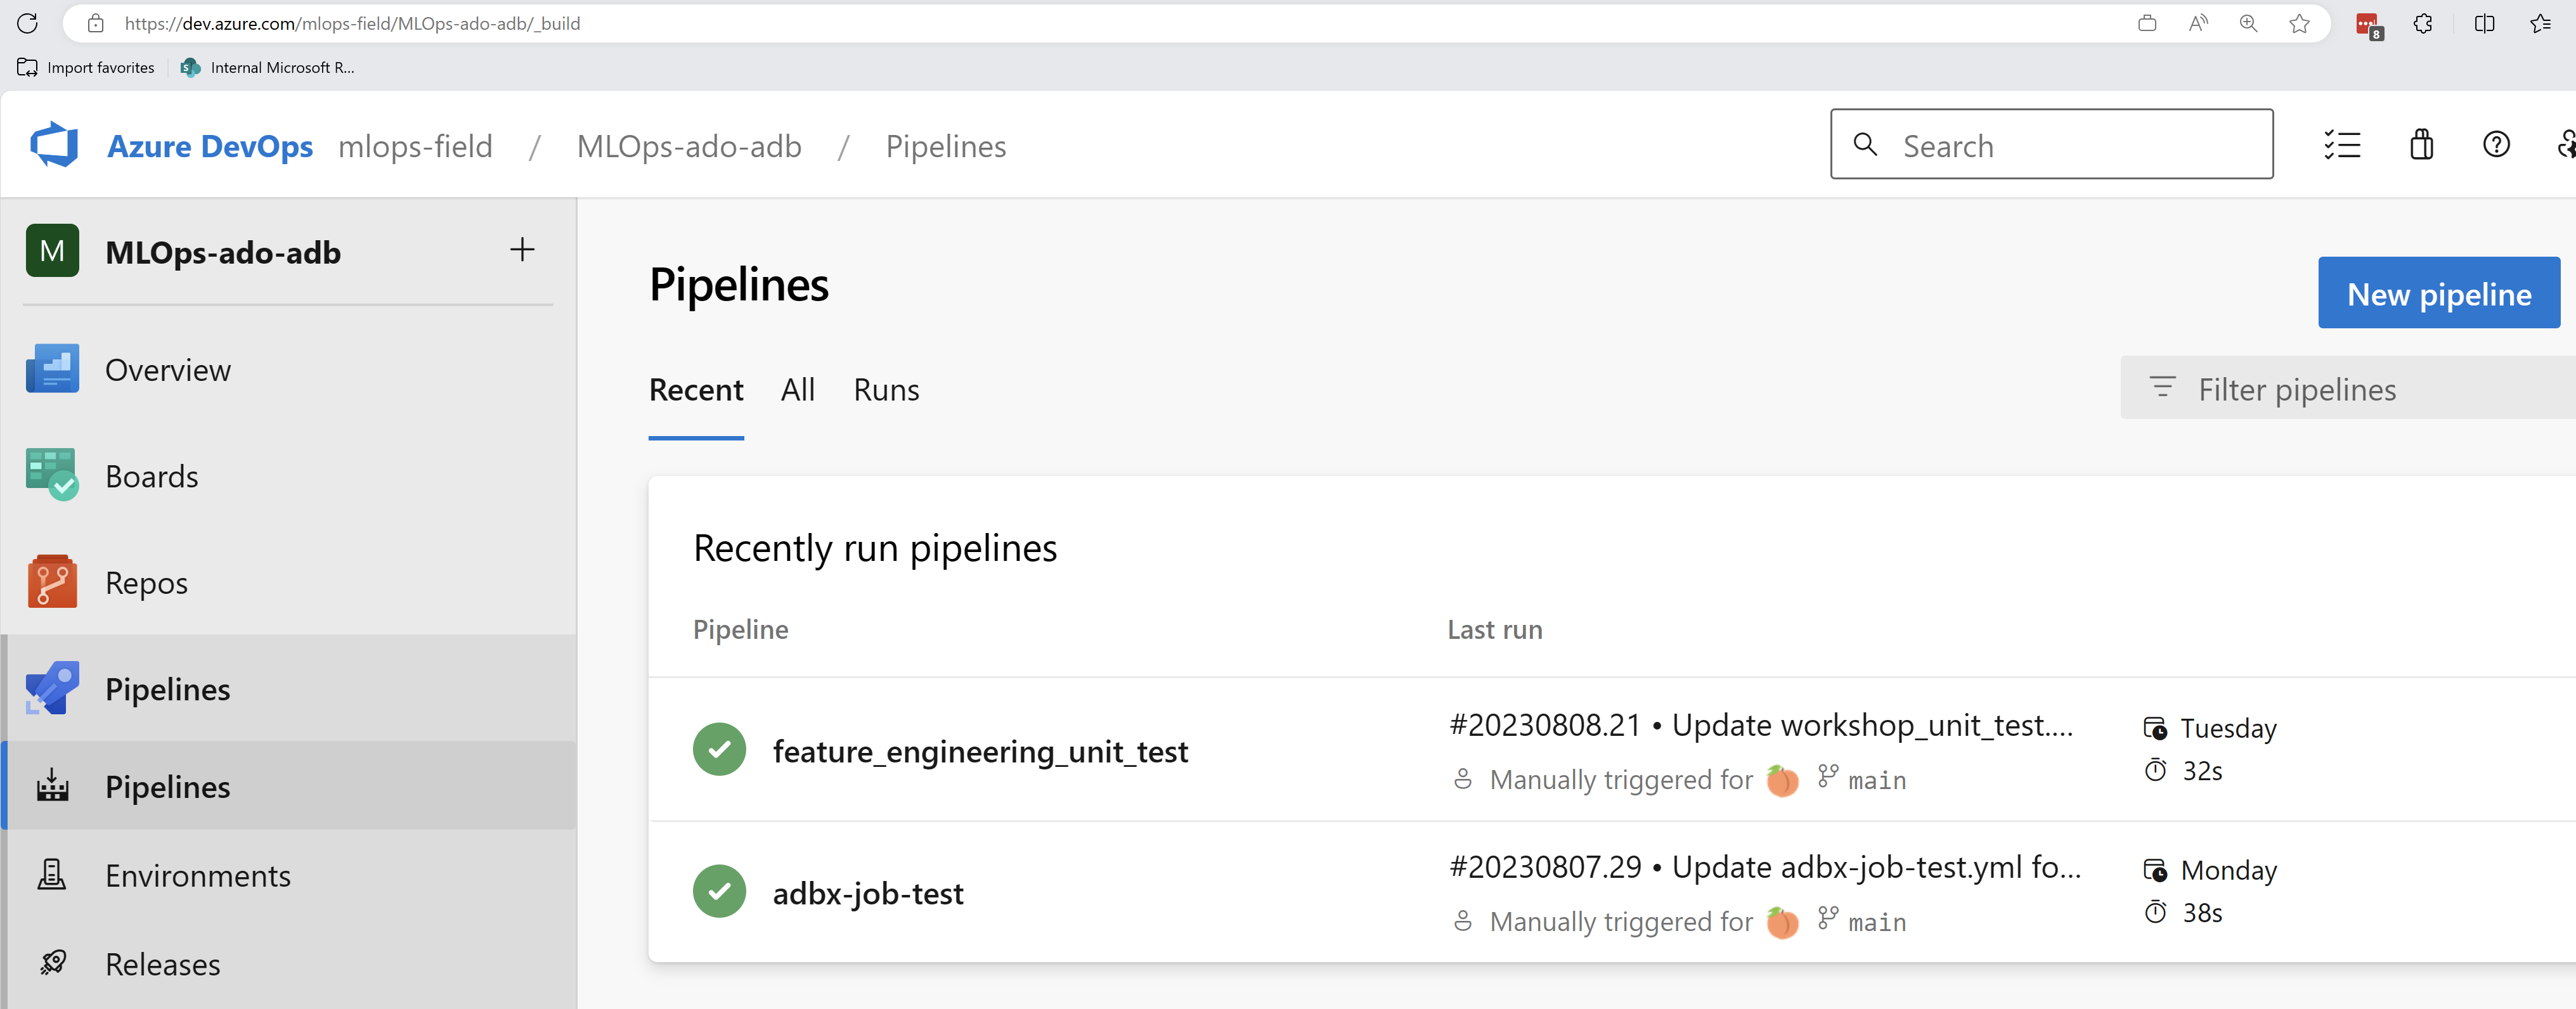 https://dev.azure.com/mlops-field/MLOps-ado-adb/_build
8
Import favorites
Internal Microsoft R...
Azure DevOps mlops-field / MLOps-ado-adb / Pipelines
Search
M MLOps-ado-adb
Overview
Boards
Repos
Pipelines
Pipelines
Environments
Releases
Pipelines
New pipeline
Recent All Runs
Filter pipelines
Recently run pipelines
Pipeline Last run
feature_engineering_unit_test
#20230808.21 • Update workshop_unit_test....
Manually triggered for main
Tuesday
32s
adbx-job-test
#20230807.29 • Update adbx-job-test.yml fo...
Manually triggered for main
Monday
38s